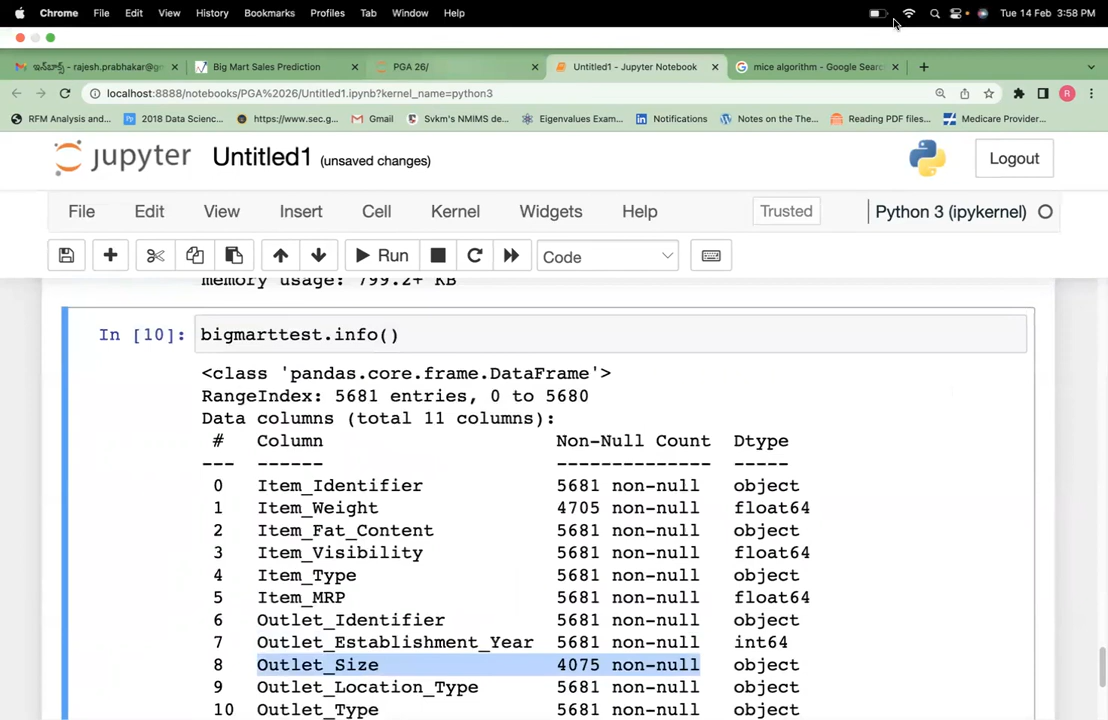 Chrome File Edit View History Bookmarks Profiles Tab Window Help Tue 14 Feb 3:58 PM
ఇన్‌బాక్స్ - rajesh.prabhakar@gm Big Mart Sales Prediction PGA 26/ Untitled1 - Jupyter Notebook mice algorithm - Google Searc
localhost:8888/notebooks/PGA%2026/Untitled1.ipynb?kernel_name=python3 R
RFM Analysis and... 2018 Data Scienc... https://www.sec.g... Gmail Svkm's NMIMS de... Eigenvalues Exam... Notifications Notes on the The... Reading PDF files... Medicare Provider...
jupyter Untitled1 (unsaved changes) Logout
File Edit View Insert Cell Kernel Widgets Help Trusted Python 3 (ipykernel)
Run Code
memory usage: 799.2+ KB
In [10]: bigmarttest.info()
<class 'pandas.core.frame.DataFrame'>
RangeIndex: 5681 entries, 0 to 5680
Data columns (total 11 columns):
# Column Non-Null Count Dtype
--- ------ -------------- -----
0 Item_Identifier 5681 non-null object
1 Item_Weight 4705 non-null float64
2 Item_Fat_Content 5681 non-null object
3 Item_Visibility 5681 non-null float64
4 Item_Type 5681 non-null object
5 Item_MRP 5681 non-null float64
6 Outlet_Identifier 5681 non-null object
7 Outlet_Establishment_Year 5681 non-null int64
8 Outlet_Size 4075 non-null object
9 Outlet_Location_Type 5681 non-null object
10 Outlet_Type 5681 non-null object